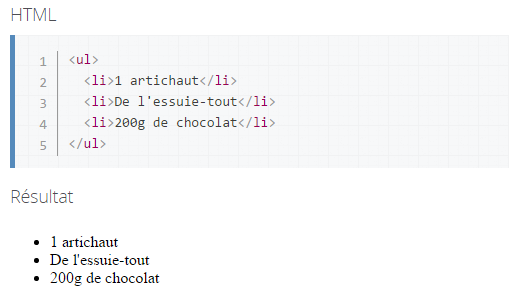 HTML
1 <ul>
2 <li>1 artichaut</li>
3 <li>De l'essuie-tout</li>
4 <li>200g de chocolat</li>
5 </ul>
Résultat
• 1 artichaut
• De l'essuie-tout
• 200g de chocolat